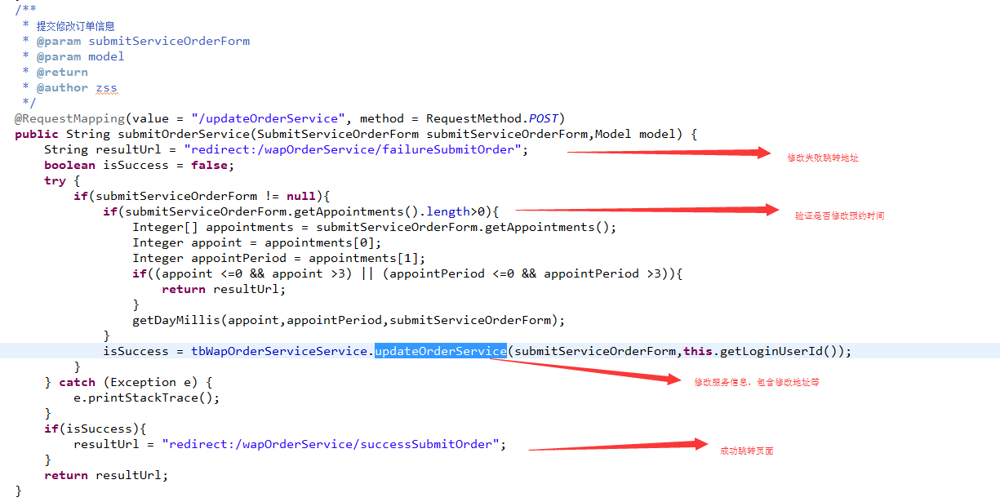 /**
* 提交修改订单信息
* @param submitServiceOrderForm
* @param model
* @return
* @author zss
*/
@RequestMapping(value = "/updateOrderService", method = RequestMethod.POST)
public String submitOrderService(SubmitServiceOrderForm submitServiceOrderForm,Model model) {
String resultUrl = "redirect:/wapOrderService/failureSubmitOrder";
修改失败跳转地址
boolean isSuccess = false;
try {
if(submitServiceOrderForm != null){
if(submitServiceOrderForm.getAppointments().length>0){
验证是否修改预约时间
Integer[] appointments = submitServiceOrderForm.getAppointments();
Integer appoint = appointments[0];
Integer appointPeriod = appointments[1];
if((appoint <=0 && appoint >3) || (appointPeriod <=0 && appointPeriod >3)){
return resultUrl;
}
getDayMillis(appoint,appointPeriod,submitServiceOrderForm);
}
isSuccess = tbWapOrderServiceService.updateOrderService(submitServiceOrderForm,this.getLoginUserId());
}
} catch (Exception e) {
修改服务信息，包含修改地址等
e.printStackTrace();
}
if(isSuccess){
resultUrl = "redirect:/wapOrderService/successSubmitOrder";
成功跳转页面
}
return resultUrl;
}